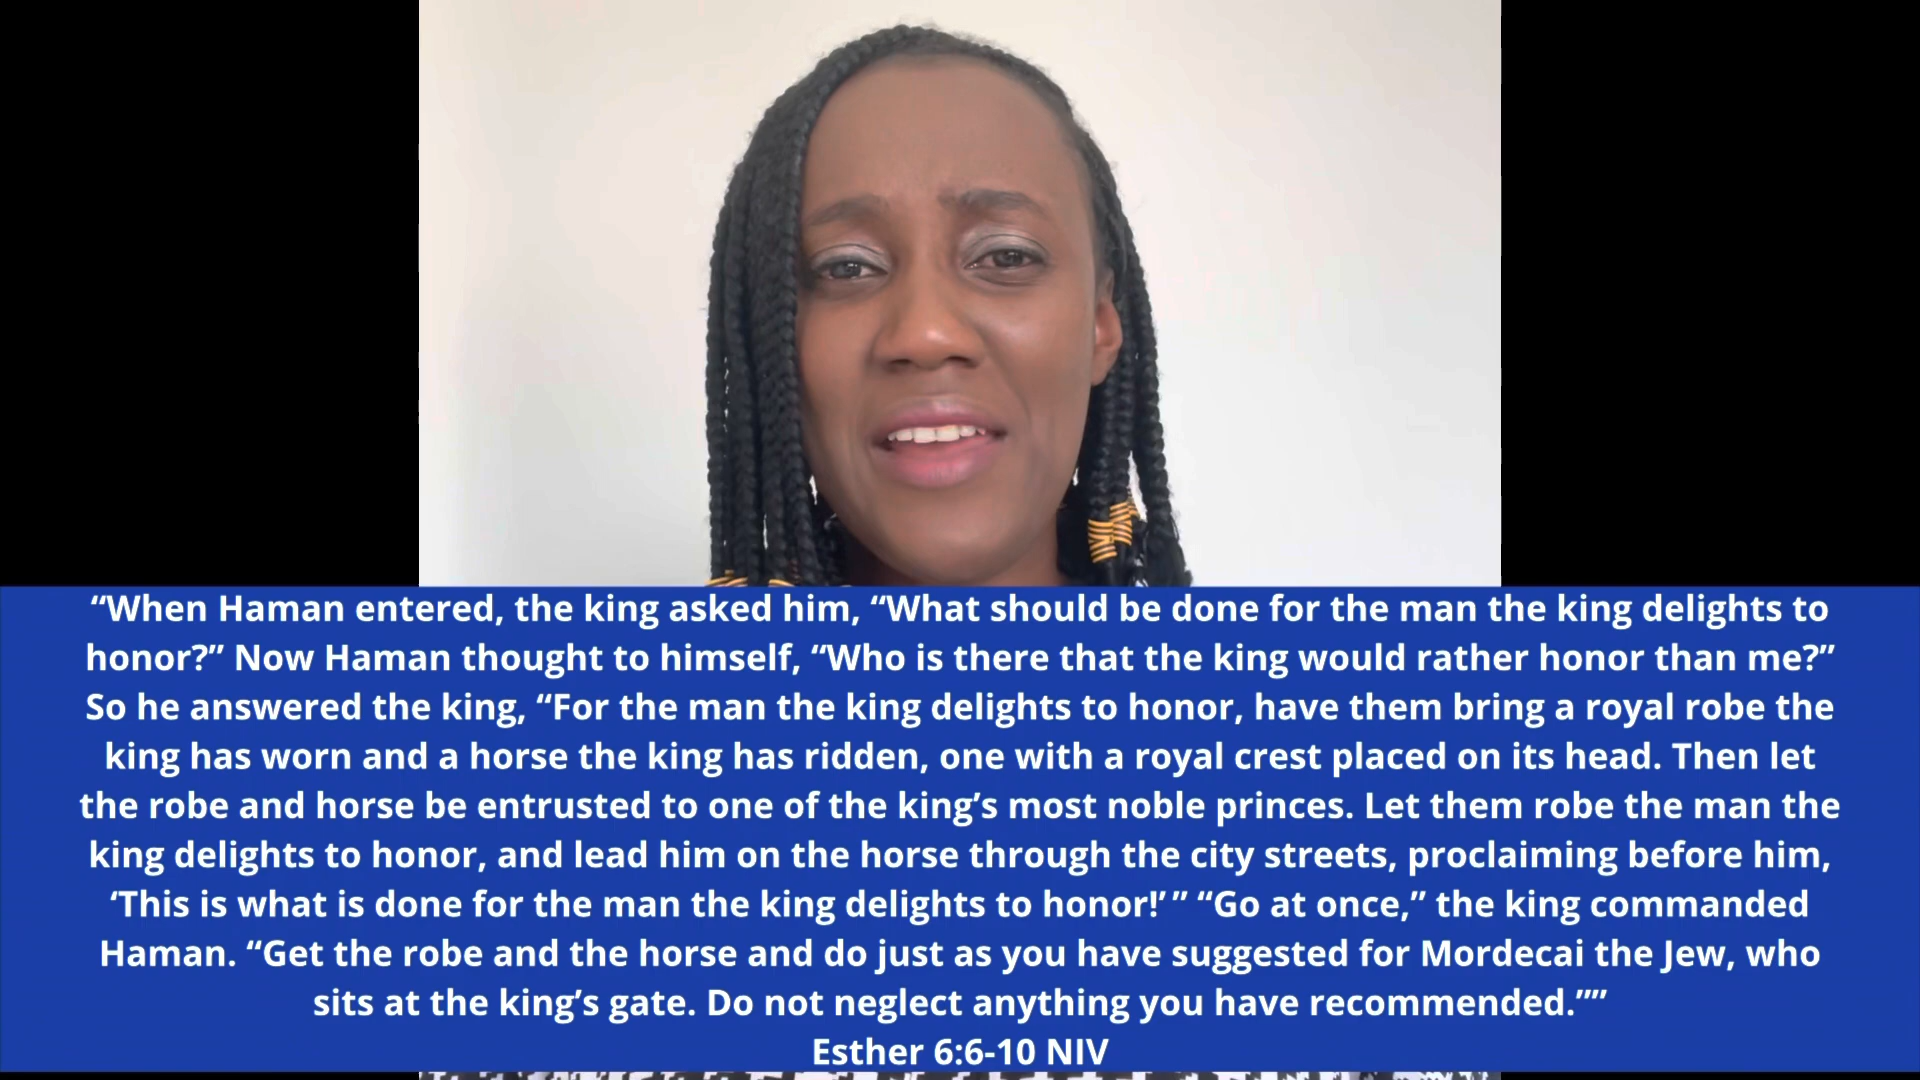 “When Haman entered, the king asked him, “What should be done for the man the king delights to
honor?” Now Haman thought to himself, “Who is there that the king would rather honor than me?”
So he answered the king, “For the man the king delights to honor, have them bring a royal robe the
king has worn and a horse the king has ridden, one with a royal crest placed on its head. Then let
the robe and horse be entrusted to one of the king’s most noble princes. Let them robe the man the
king delights to honor, and lead him on the horse through the city streets, proclaiming before him,
‘This is what is done for the man the king delights to honor!’ ” “Go at once,” the king commanded
Haman. “Get the robe and the horse and do just as you have suggested for Mordecai the Jew, who
sits at the king’s gate. Do not neglect anything you have recommended.””
Esther 6:6-10 NIV